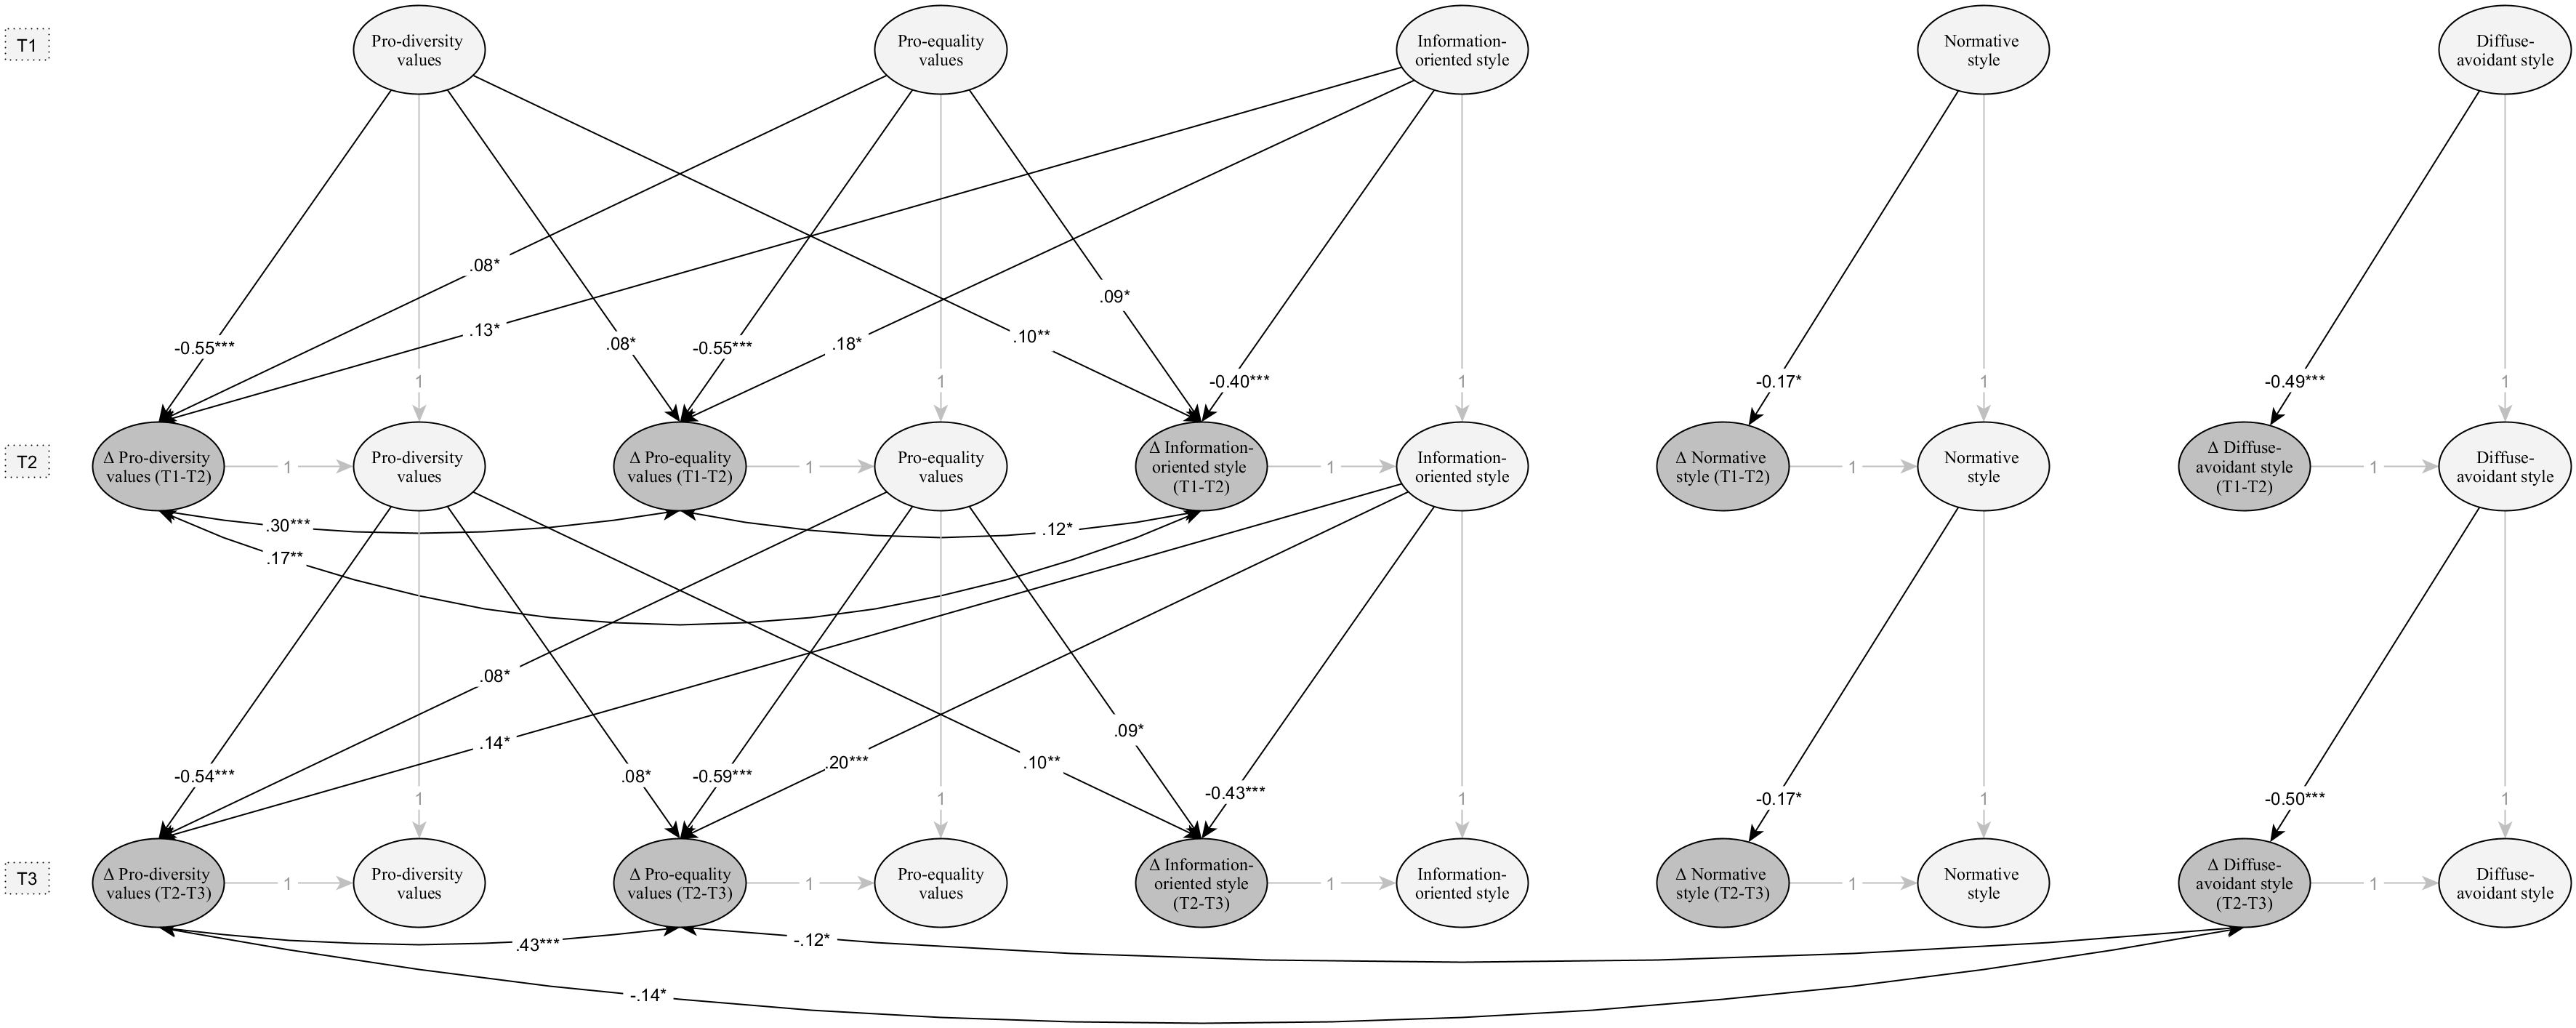 T1
Pro-diversity
values
Pro-equality
values
Information-
oriented style
Normative
style
Diffuse-
avoidant style
.08*
.09*
.13*
.10**
-0.55***
.08*
-0.55***
.18*
-0.40***
-0.17*
-0.49***
1
1
1
1
1
T2
Δ Pro-diversity
values (T1-T2)
1
Pro-diversity
values
Δ Pro-equality
values (T1-T2)
1
Pro-equality
values
Δ Information-
oriented style
(T1-T2)
1
Information-
oriented style
Δ Normative
style (T1-T2)
1
Normative
style
Δ Diffuse-
avoidant style
(T1-T2)
1
Diffuse-
avoidant style
.30***
.12*
.17**
.08*
.09*
.14*
.10**
-0.54***
.08*
-0.59***
.20***
-0.43***
-0.17*
-0.50***
1
1
1
1
1
T3
Δ Pro-diversity
values (T2-T3)
1
Pro-diversity
values
Δ Pro-equality
values (T2-T3)
1
Pro-equality
values
Δ Information-
oriented style
(T2-T3)
1
Information-
oriented style
Δ Normative
style (T2-T3)
1
Normative
style
Δ Diffuse-
avoidant style
(T2-T3)
1
Diffuse-
avoidant style
.43***
-.12*
-.14*